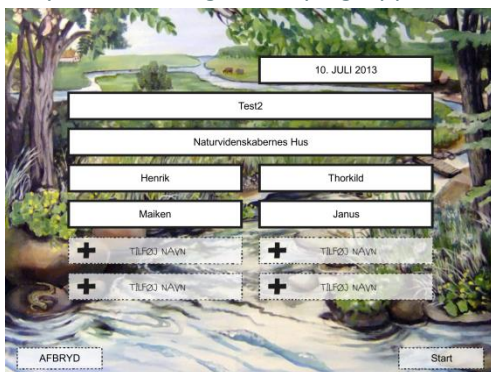 10. JULI 2013
Test2
Naturvidenskabernes Hus
Henrik Thorkild
Maiken Janus
TILFØJ NAVN TILFØJ NAVN
TILFØJ NAVN TILFØJ NAVN
AFBRYD Start